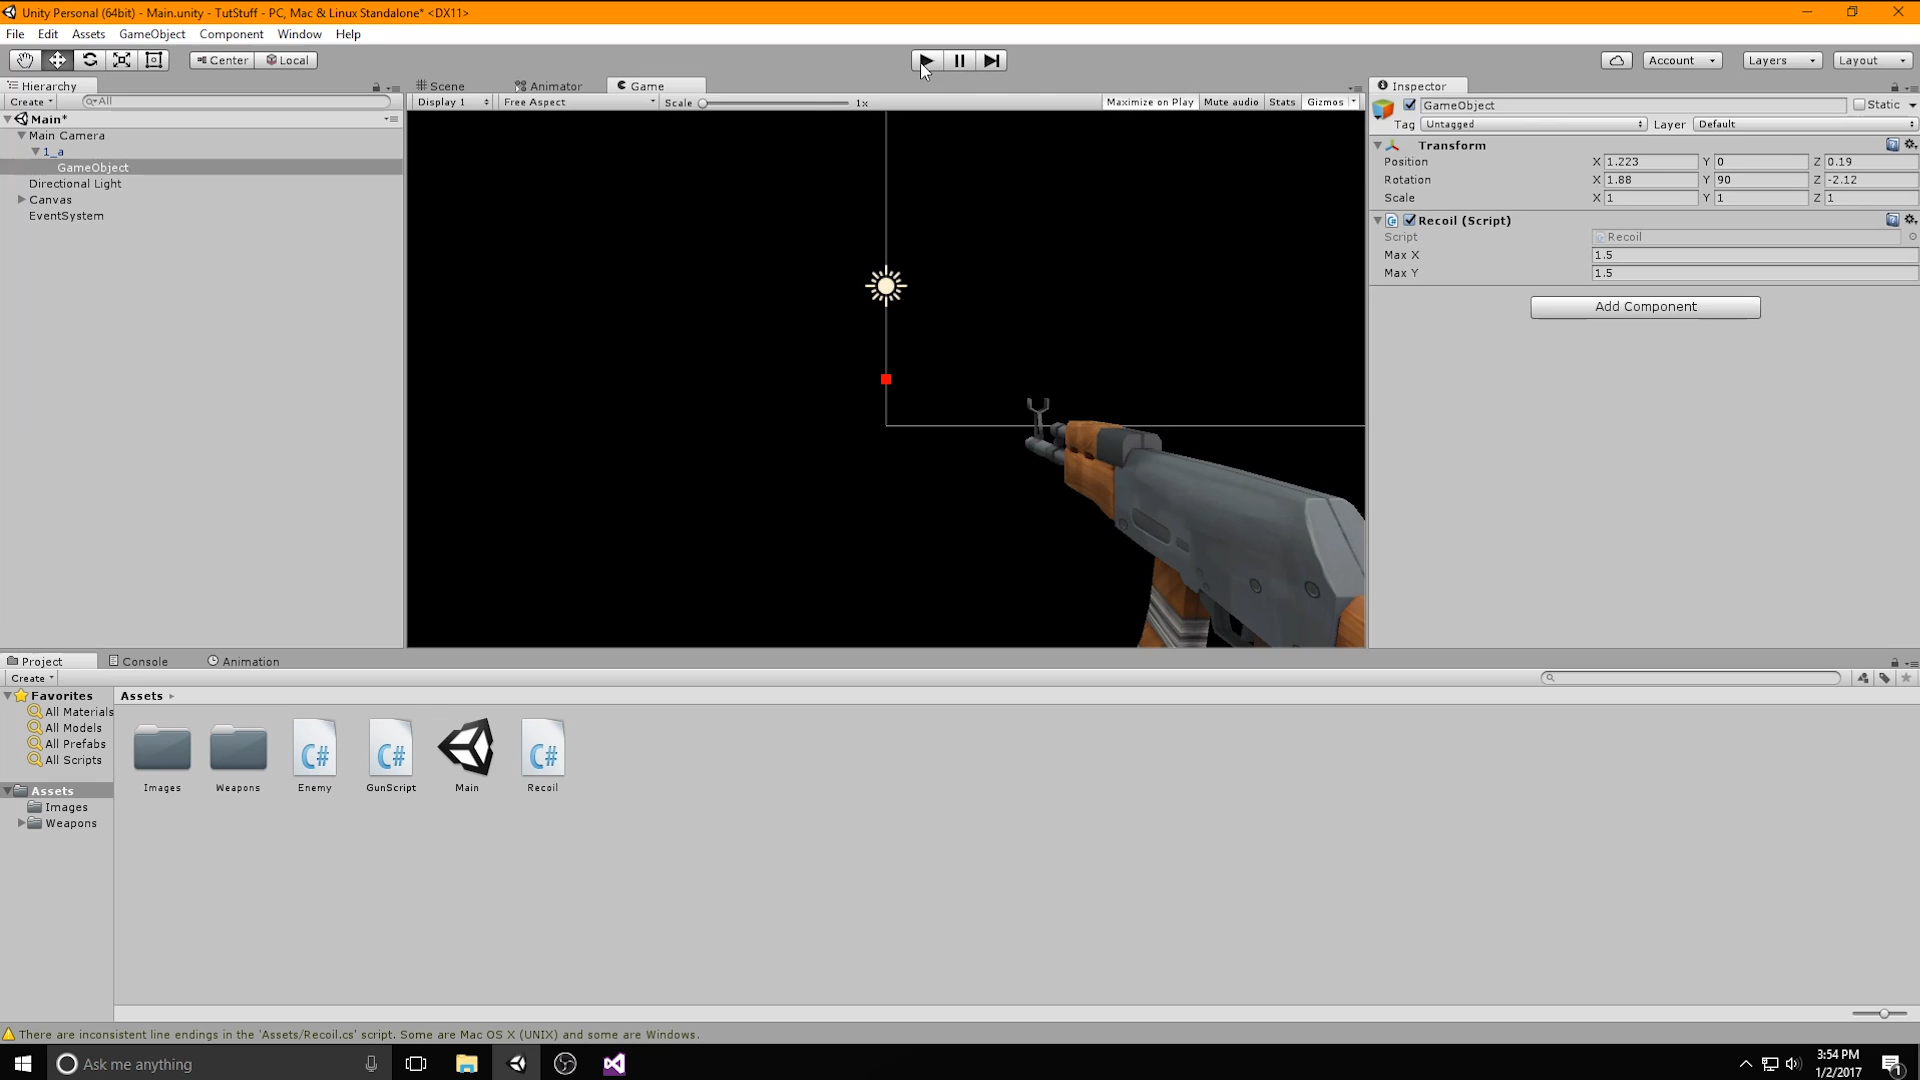 Unity Personal (64bit) - Main.unity - TutStuff - PC, Mac & Linux Standalone* <DX11>
File Edit Assets GameObject Component Window Help
Center Local Account Layers Layout
Hierarchy Scene Animator Game Inspector
Create All Display 1 Free Aspect Scale 1x Maximize on Play Mute audio Stats Gizmos GameObject Static
Main*
Tag Untagged Layer Default
Main Camera
Transform
1_a
Position X 1.223 Y 0 Z 0.19
GameObject
Rotation X 1.88 Y 90 Z -2.12
Directional Light
Scale X 1 Y 1 Z 1
Canvas
EventSystem
Recoil (Script)
Script Recoil
Max X 1.5
Max Y 1.5
Add Component
Project Console Animation
Create
Favorites Assets
All Materials
All Models
All Prefabs
All Scripts
C# C# C#
Images Weapons Enemy GunScript Main Recoil
Assets
Images
Weapons
There are inconsistent line endings in the 'Assets/Recoil.cs' script. Some are Mac OS X (UNIX) and some are Windows.
Ask me anything
3:54 PM
1/2/2017
1